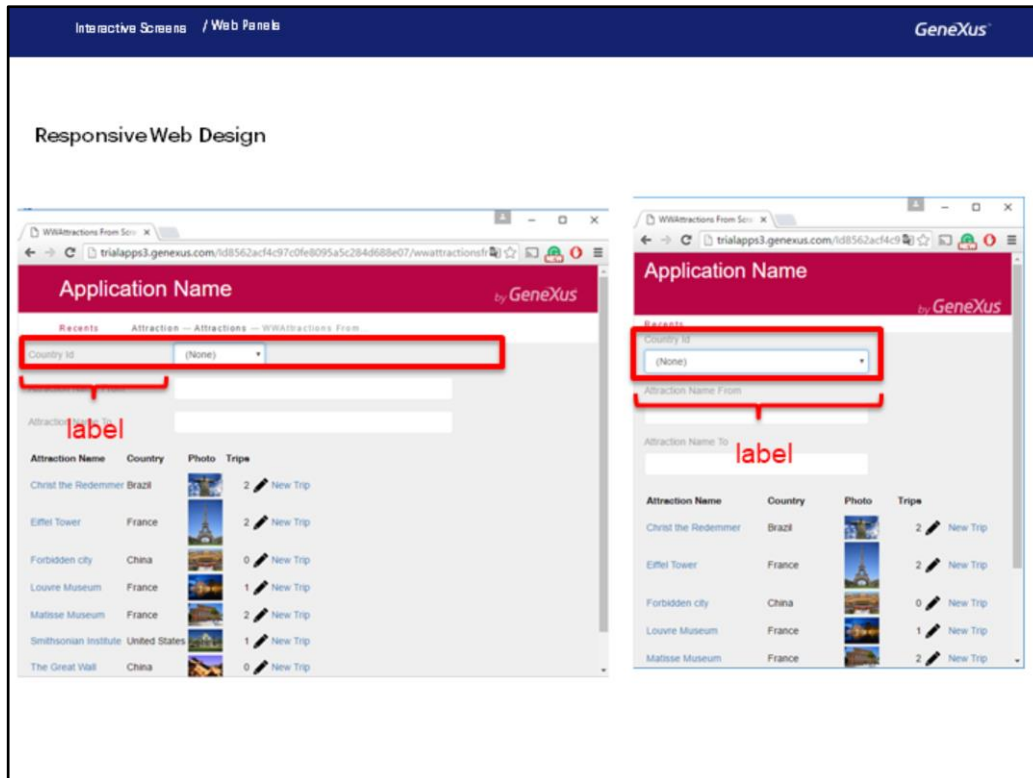 Interactive Screens / Web Panels
GeneXus
Responsive Web Design
WWAttractions From Scr
trialapps3.genexus.com/Id8562acf4c97c0fe8095a5c284d688e07/wwattractionsfr
Application Name
by GeneXus
Recents Attraction — Attractions — WWAttractions From...
Country Id (None)
Attraction Name From
Attraction Name To
label
Attraction Name Country Photo Trips
Christ the Redemmer Brazil 2 New Trip
Eiffel Tower France 2 New Trip
Forbidden city China 0 New Trip
Louvre Museum France 1 New Trip
Matisse Museum France 2 New Trip
Smithsonian Institute United States 1 New Trip
The Great Wall China 0 New Trip
WWAttractions From Scr
trialapps3.genexus.com/Id8562acf4c9
Application Name
by GeneXus
Recents
Country Id
(None)
Attraction Name From
label
Attraction Name To
Attraction Name Country Photo Trips
Christ the Redemmer Brazil 2 New Trip
Eiffel Tower France 2 New Trip
Forbidden city China 0 New Trip
Louvre Museum France 1 New Trip
Matisse Museum France 2 New Trip